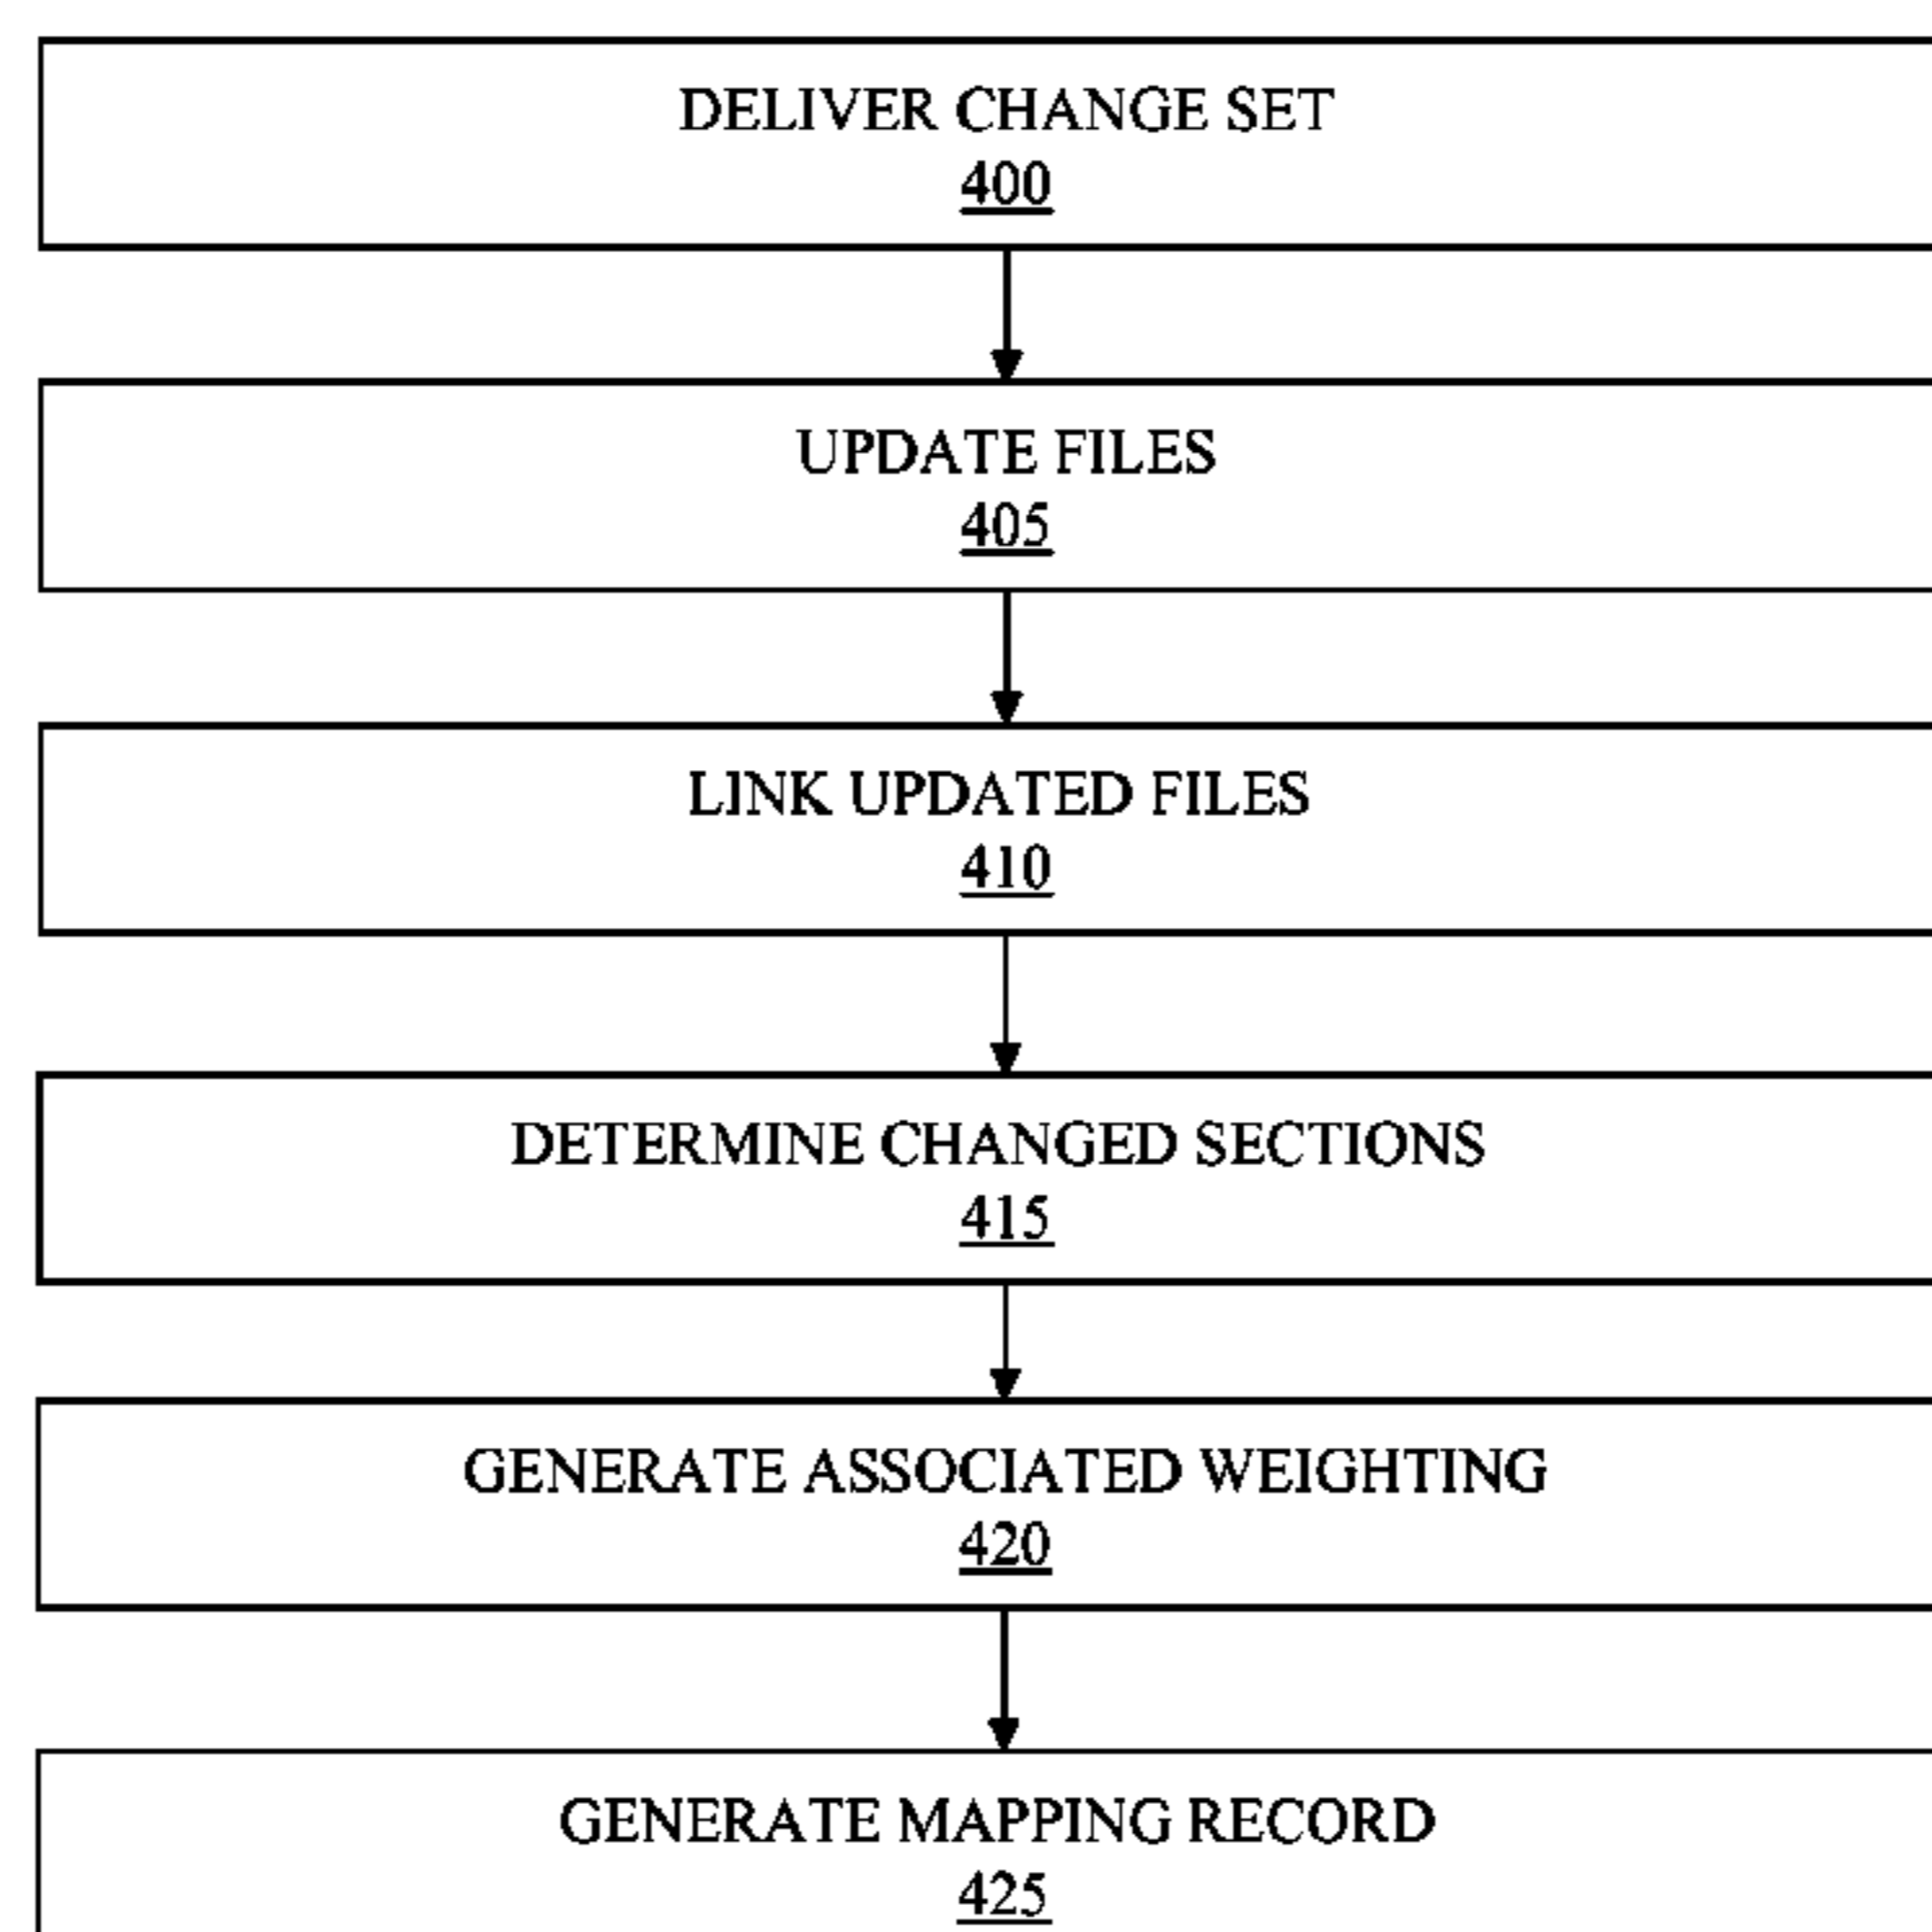 DELIVER CHANGE SET
400
UPDATE FILES
405
LINK UPDATED FILES
410
DETERMINE CHANGED SECTIONS
415
GENERATE ASSOCIATED WEIGHTING
420
GENERATE MAPPING RECORD
425